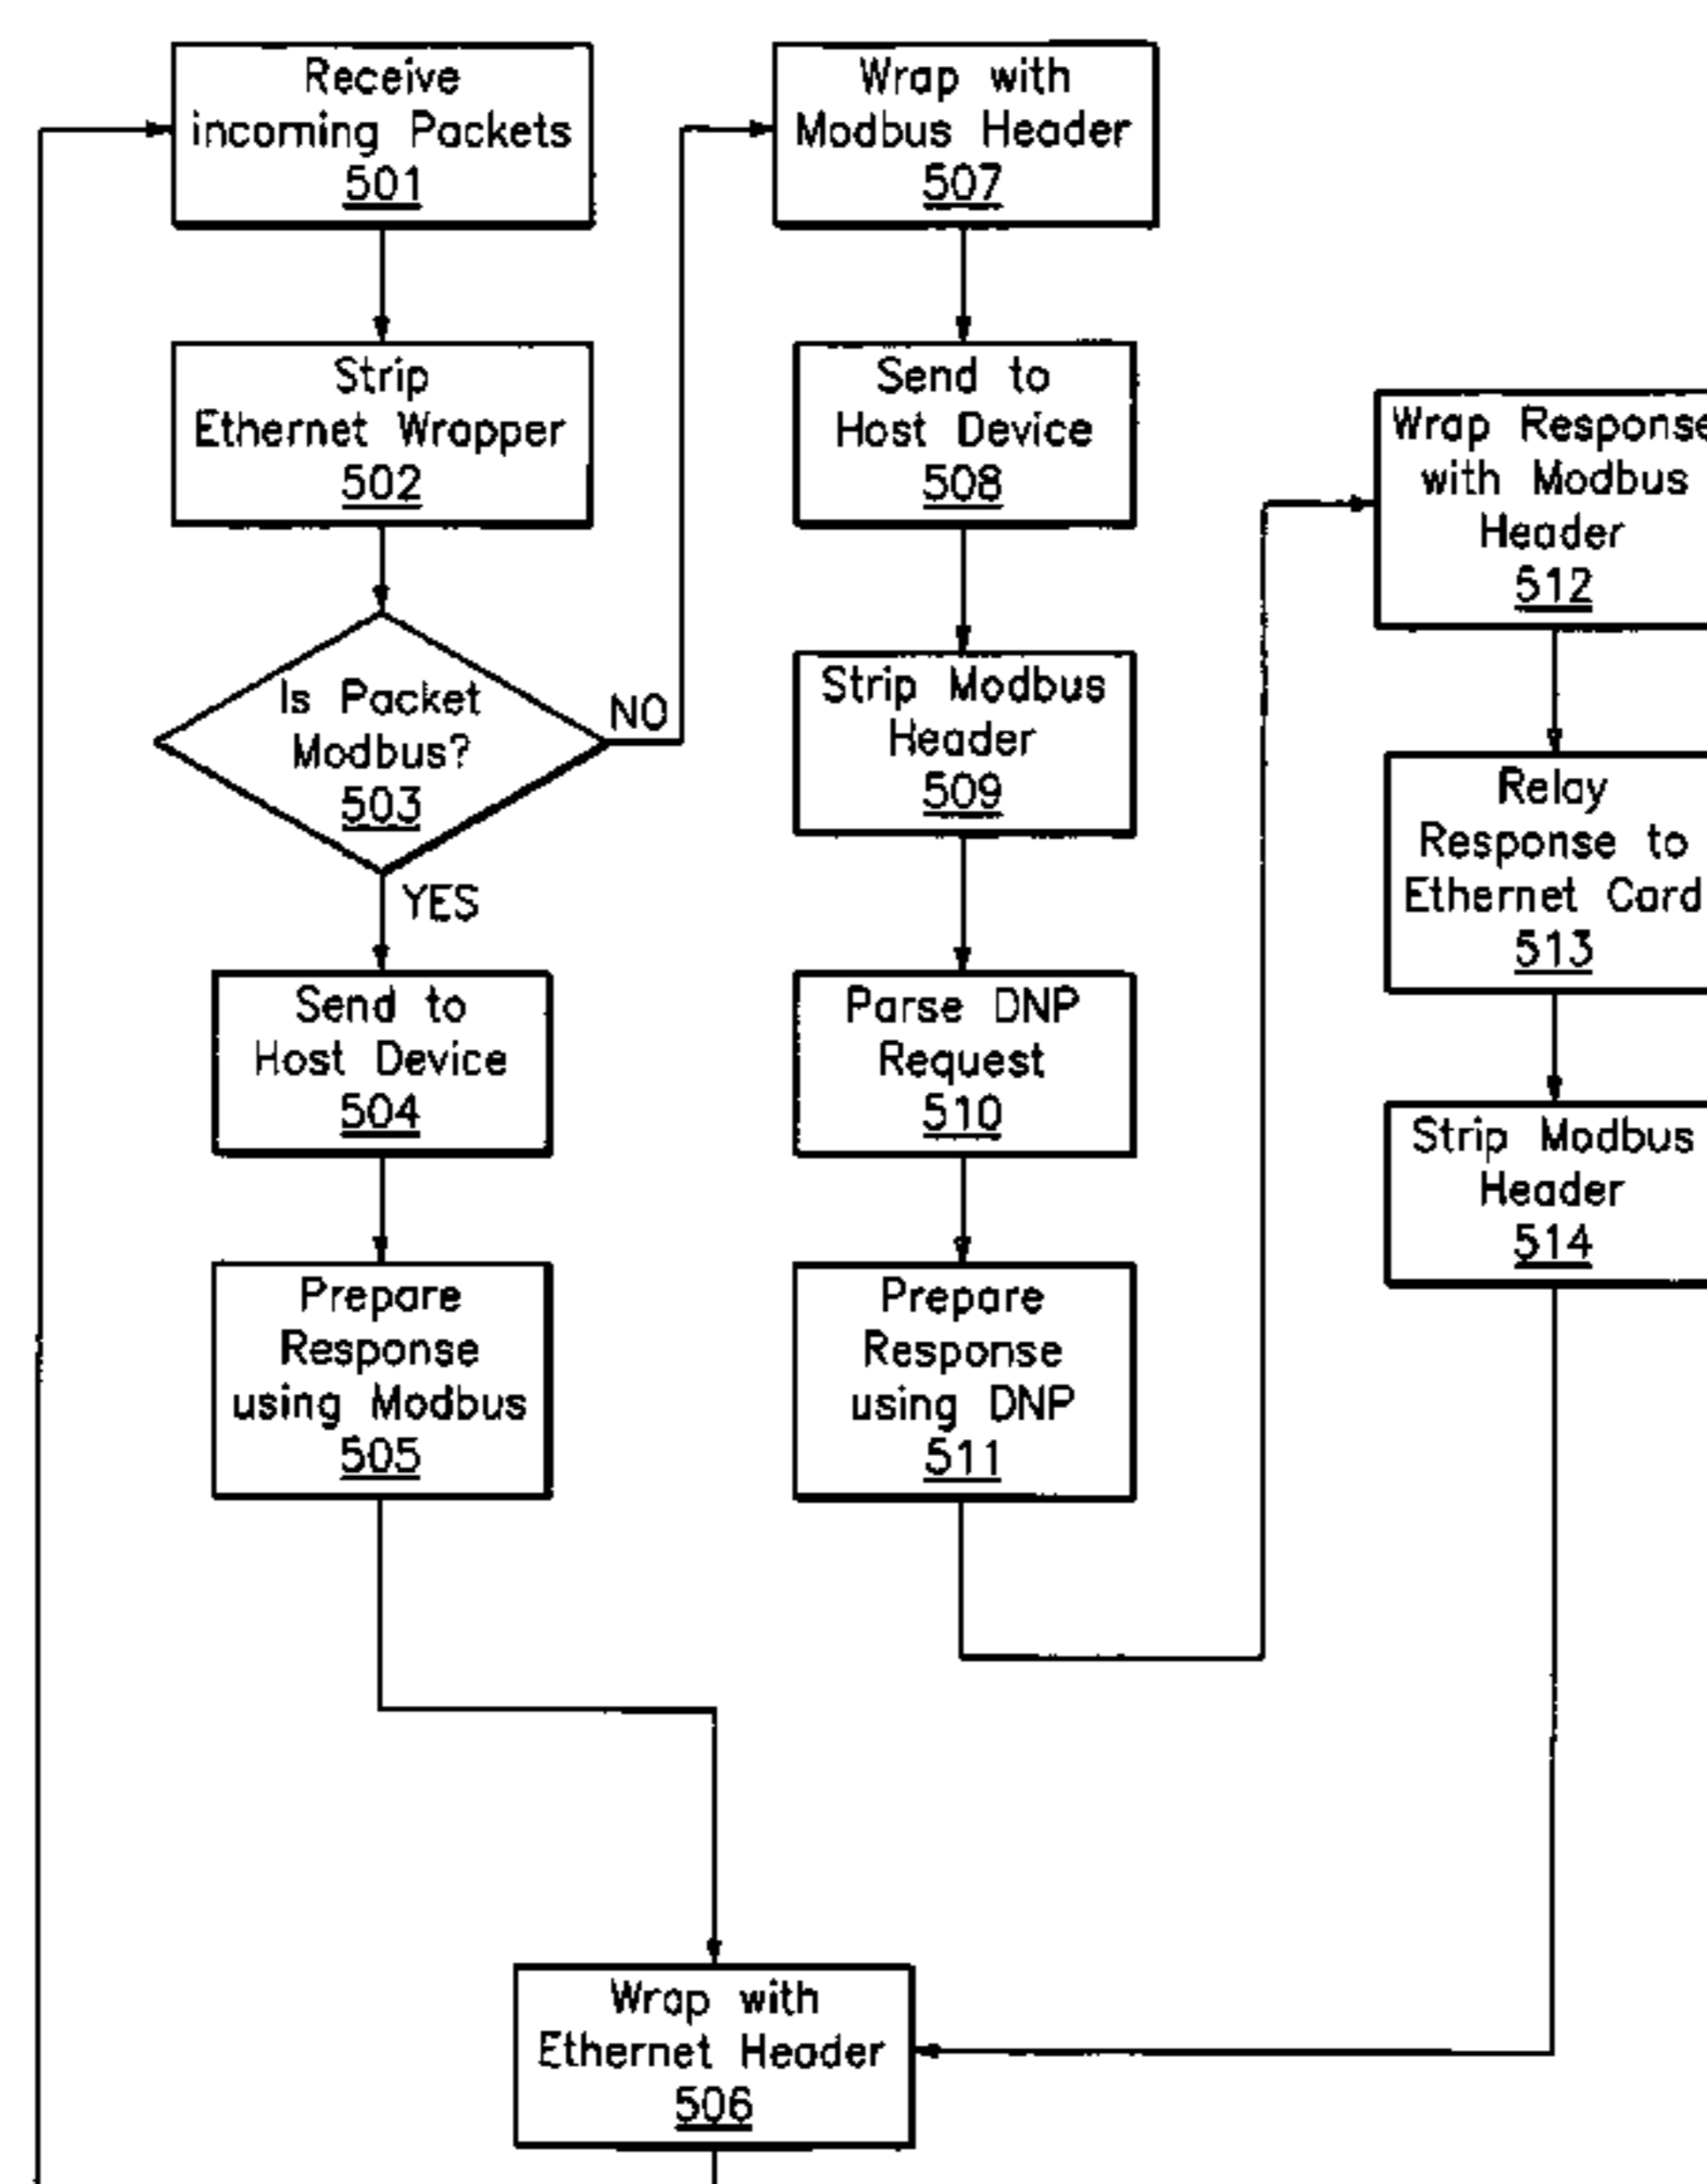 Receive
incoming Packets
501
Strip
Ethernet Wrapper
502
Is Packet
Modbus?
503
NO
YES
Send to
Host Device
504
Prepare
Response
using Modbus
505
Wrap with
Modbus Header
507
Send to
Host Device
508
Strip Modbus
Header
509
Parse DNP
Request
510
Prepare
Response
using DNP
511
Wrap Response
with Modbus
Header
512
Relay
Response to
Ethernet Card
513
Strip Modbus
Header
514
Wrap with
Ethernet Header
506